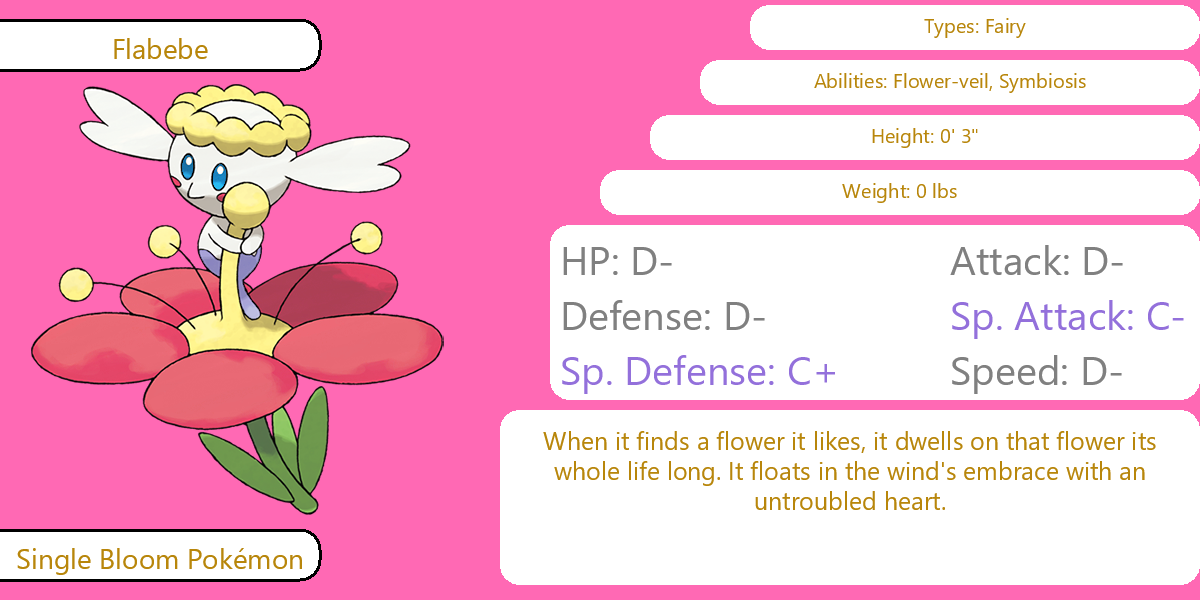 Flabebe
Types: Fairy
Abilities: Flower-veil, Symbiosis
Height: 0' 3"
Weight: 0 lbs
HP: D-
Attack: D-
Defense: D-
Sp. Attack: C-
Sp. Defense: C+
Speed: D-
When it finds a flower it likes, it dwells on that flower its
whole life long. It floats in the wind's embrace with an
untroubled heart.
Single Bloom Pokémon